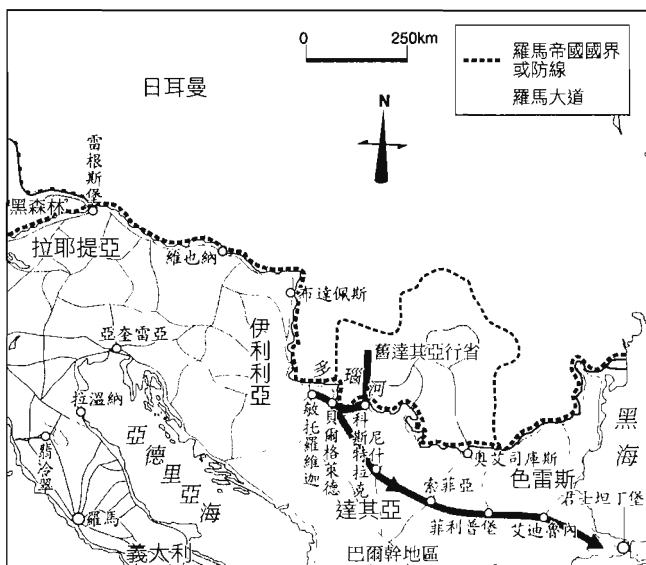 0
250km
羅馬帝國國界
或防線
羅馬大道
日耳曼
N
雷根斯堡
黑森林
拉耶提亞
維也納
布達佩斯
亞奎雷亞
伊利利亞
舊達其亞行省
多瑙河
拉溫納
敏托羅維迦
貝爾格萊德
科斯特拉克
尼什
奧艾司庫斯
黑海
亞德里亞海
翡冷翠
索菲亞
色雷斯
君士坦丁堡
達其亞
菲利普堡
艾迪魯內
羅馬
義大利
巴爾幹地區